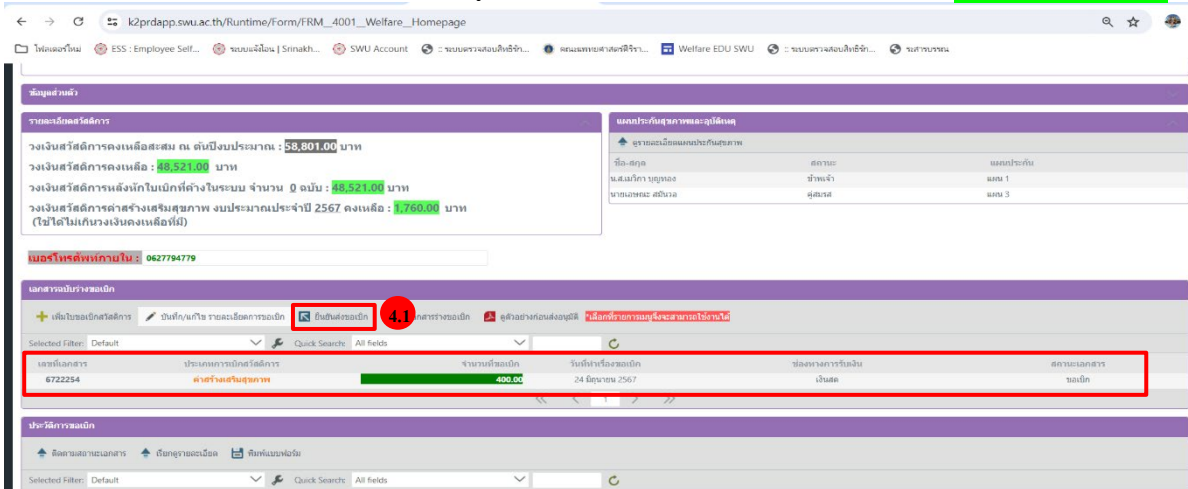 k2prdapp.swu.ac.th/Runtime/Form/FRM__4001__Welfare__Homepage
โฟลเดอร์ใหม่ ESS : Employee Self... ระบบแจ้งโอน | Srinakh... SWU Account : ระบบตรวจสอบสิทธิ์รัก... คณะแพทยศาสตร์ศิริรา... Welfare EDU SWU : ระบบตรวจสอบสิทธิ์รัก... ระสารบรรณ
ข้อมูลส่วนตัว
รายละเอียดสวัสดิการ
แผนประกันสุขภาพและอุบัติเหตุ
วงเงินสวัสดิการคงเหลือสะสม ณ ต้นปีงบประมาณ : 58,801.00 บาท
ดูรายละเอียดแผนประกันสุขภาพ
วงเงินสวัสดิการคงเหลือ : 48,521.00 บาท
ชื่อ-สกุล สถานะ แผนประกัน
วงเงินสวัสดิการหลังหักใบเบิกที่ค้างในระบบ จำนวน 0 ฉบับ : 48,521.00 บาท
บุญทอง ข้าพเจ้า แผน 1
คู่สมรส แผน 3
วงเงินสวัสดิการค่าสร้างเสริมสุขภาพ งบประมาณประจำปี 2567 คงเหลือ : 1,760.00 บาท
(ใช้ได้ไม่เกินวงเงินคงเหลือที่มี)
เบอร์โทรศัพท์ภายใน : 0627794779
เอกสารฉบับร่างขอเบิก
เพิ่มใบขอเบิกสวัสดิการ บันทึก/แก้ไข รายละเอียดการขอเบิก ยืนยันส่งขอเบิก 4.1 กสารร่างขอเบิก ดูตัวอย่างก่อนส่งอนุมัติ *เลือกที่รายการเมนูจึงจะสามารถใช้งานได้
Selected Filter: Default Quick Search: All fields
เลขที่เอกสาร ประเภทการเบิกสวัสดิการ จำนวนที่ขอเบิก วันที่ทำเรื่องขอเบิก ช่องทางการรับเงิน สถานะเอกสาร
6722254 ค่าสร้างเสริมสุขภาพ 400.00 24 มิถุนายน 2567 เงินสด ขอเบิก
1
ประวัติการขอเบิก
ติดตามสถานะเอกสาร เรียกดูรายละเอียด พิมพ์แบบฟอร์ม
Selected Filter: Default Quick Search: All fields